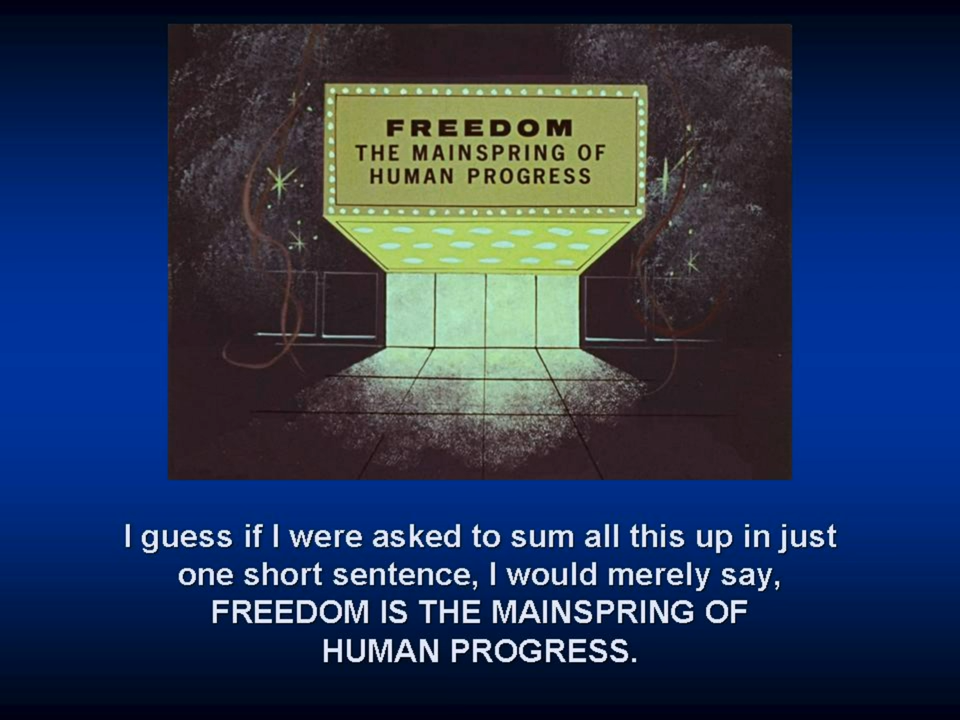 FREEDOM
THE MAINSPRING OF
HUMAN PROGRESS
I guess if I were asked to sum all this up in just
one short sentence, I would merely say,
FREEDOM IS THE MAINSPRING OF
HUMAN PROGRESS.